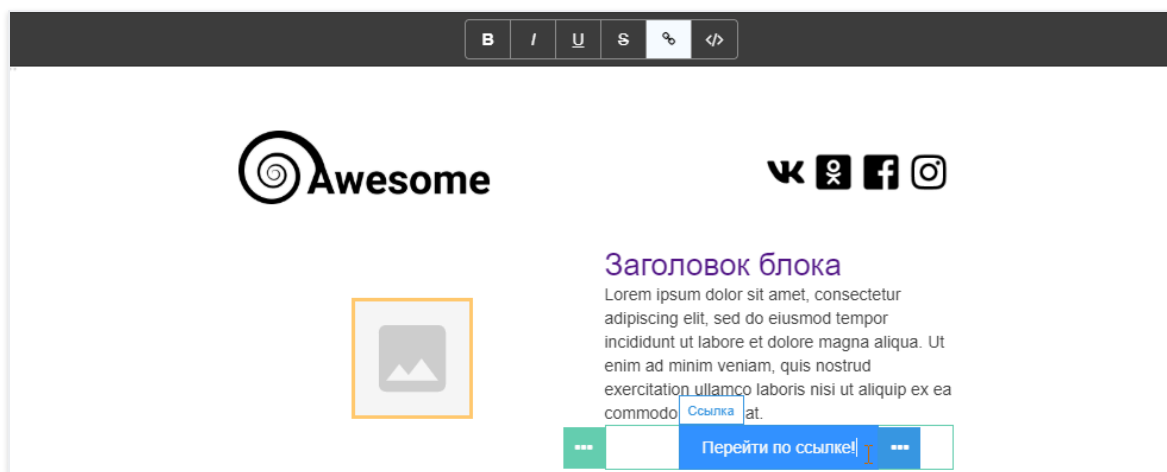 B I U S </>
Awesome
Заголовок блока
Lorem ipsum dolor sit amet, consectetur
adipiscing elit, sed do eiusmod tempor
incididunt ut labore et dolore magna aliqua. Ut
enim ad minim veniam, quis nostrud
exercitation ullamco laboris nisi ut aliquip ex ea
commodo at.
Ссылка
Перейти по ссылке!